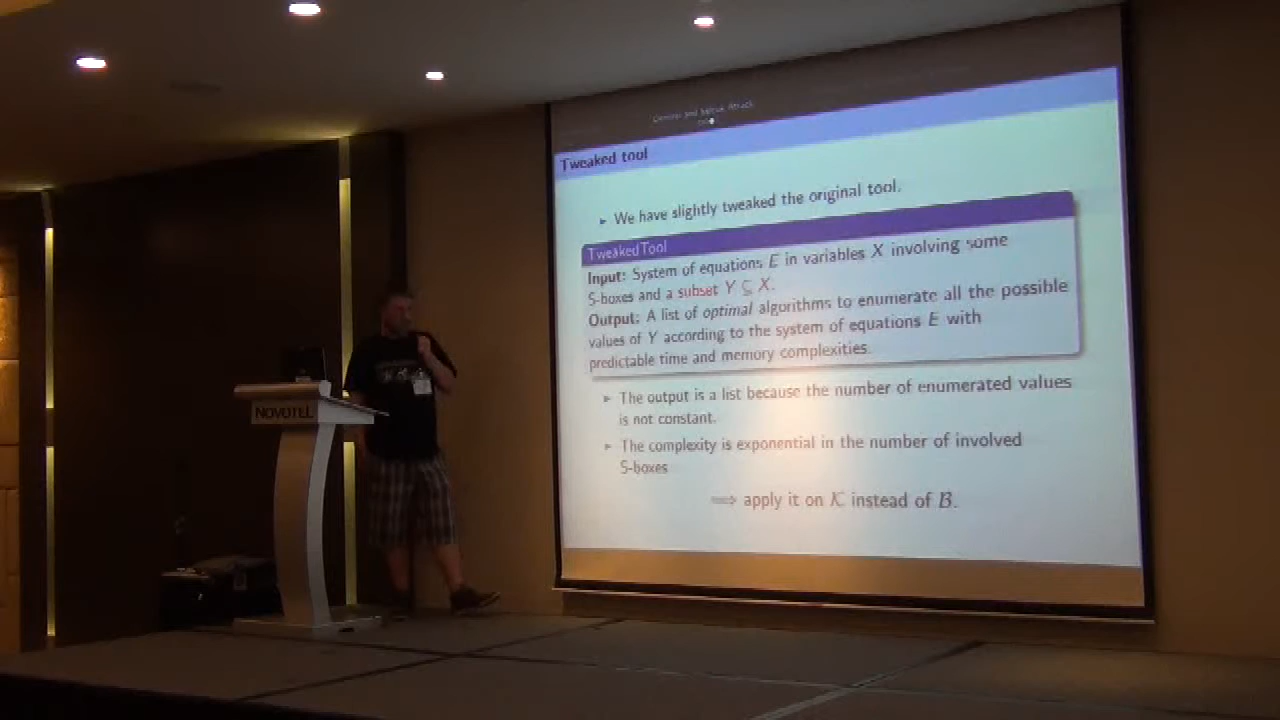 Tweaked tool
▸ We have slightly tweaked the original tool.
TweakedTool
Input: System of equations E in variables X involving some
S-boxes and a subset Y ⊆ X.
Output: A list of optimal algorithms to enumerate all the possible
values of Y according to the system of equations E with
predictable time and memory complexities.
▸ The output is a list because the number of enumerated values
is not constant.
▸ The complexity is exponential in the number of involved
S-boxes
⟹ apply it on K instead of B.
NOVOTEL